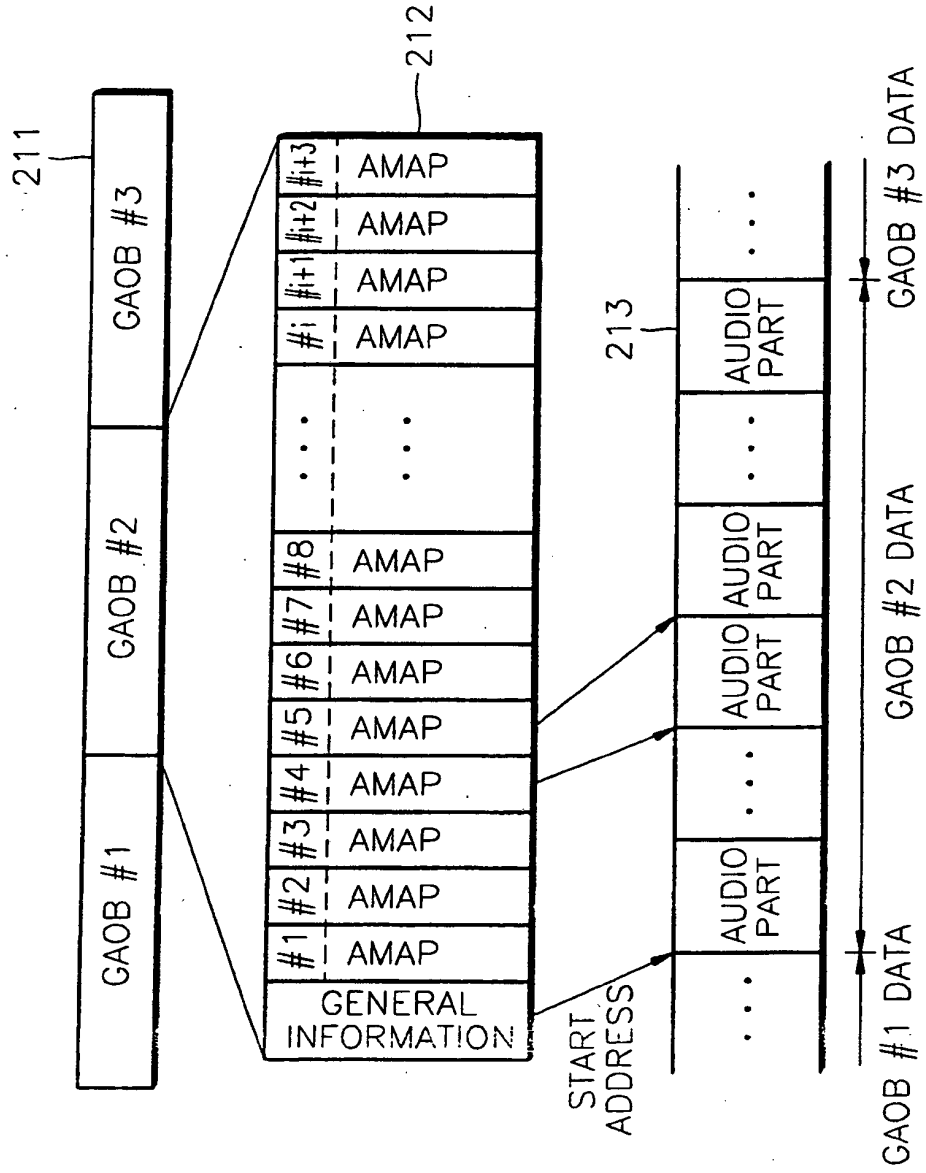 211
GAOB #1
GAOB #2
GAOB #3
212
#1
#2
#3
#4
#5
#6
#7
#8
...
#i
#i+1
#i+2
#i+3
GENERAL
INFORMATION
AMAP
AMAP
AMAP
AMAP
AMAP
AMAP
AMAP
AMAP
...
AMAP
AMAP
AMAP
AMAP
START
ADDRESS
213
...
AUDIO
PART
...
AUDIO
PART
AUDIO
PART
...
AUDIO
PART
...
GAOB #1 DATA
GAOB #2 DATA
GAOB #3 DATA